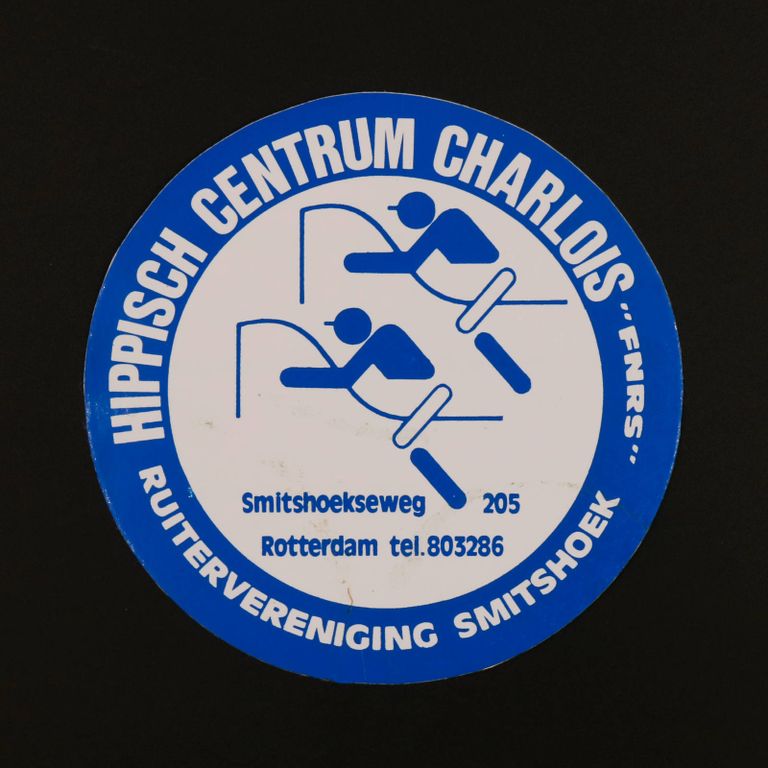 HIPPISCH CENTRUM CHARLOIS "FNRS"
Smitshoekseweg 205
Rotterdam tel.803286
RUITERVERENIGING SMITSHOEK